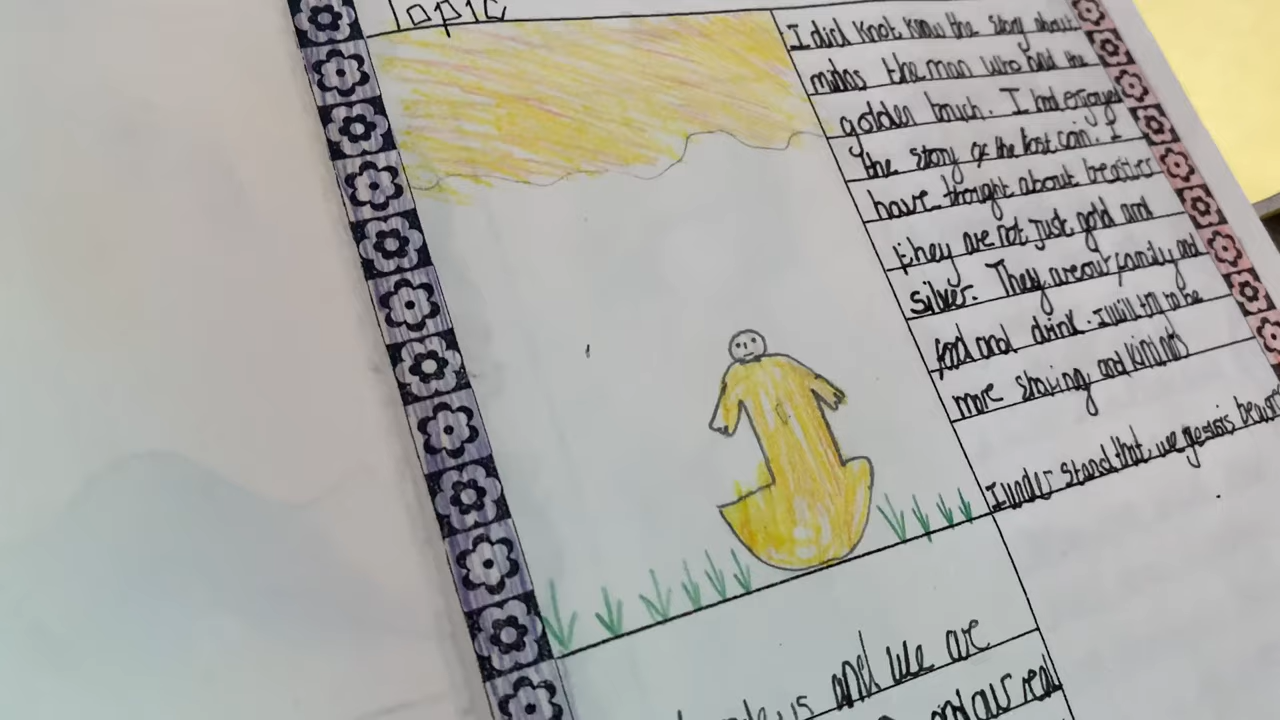 Topic
I did knot know the story about
midas the man who had the
golden touch. I had enjoyed
the story of the lost coin. I
have thought about
they are not just gold and
silver. They are our family and
food and drink. I will to be
more sharing and
I under stand that we
and we are
and our real